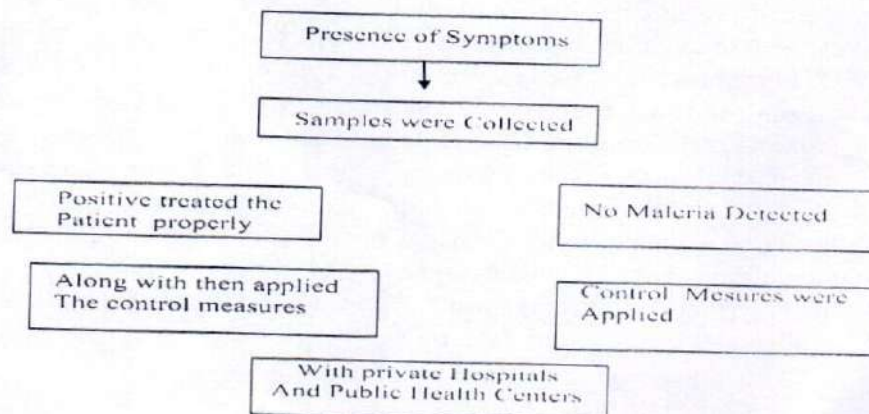 Presence of Symptoms
Samples were Collected
Positive treated the
Patient properly
No Maleria Detected
Along with then applied
The control measures
Control Mesures were
Applied
With private Hospitals
And Public Health Centers